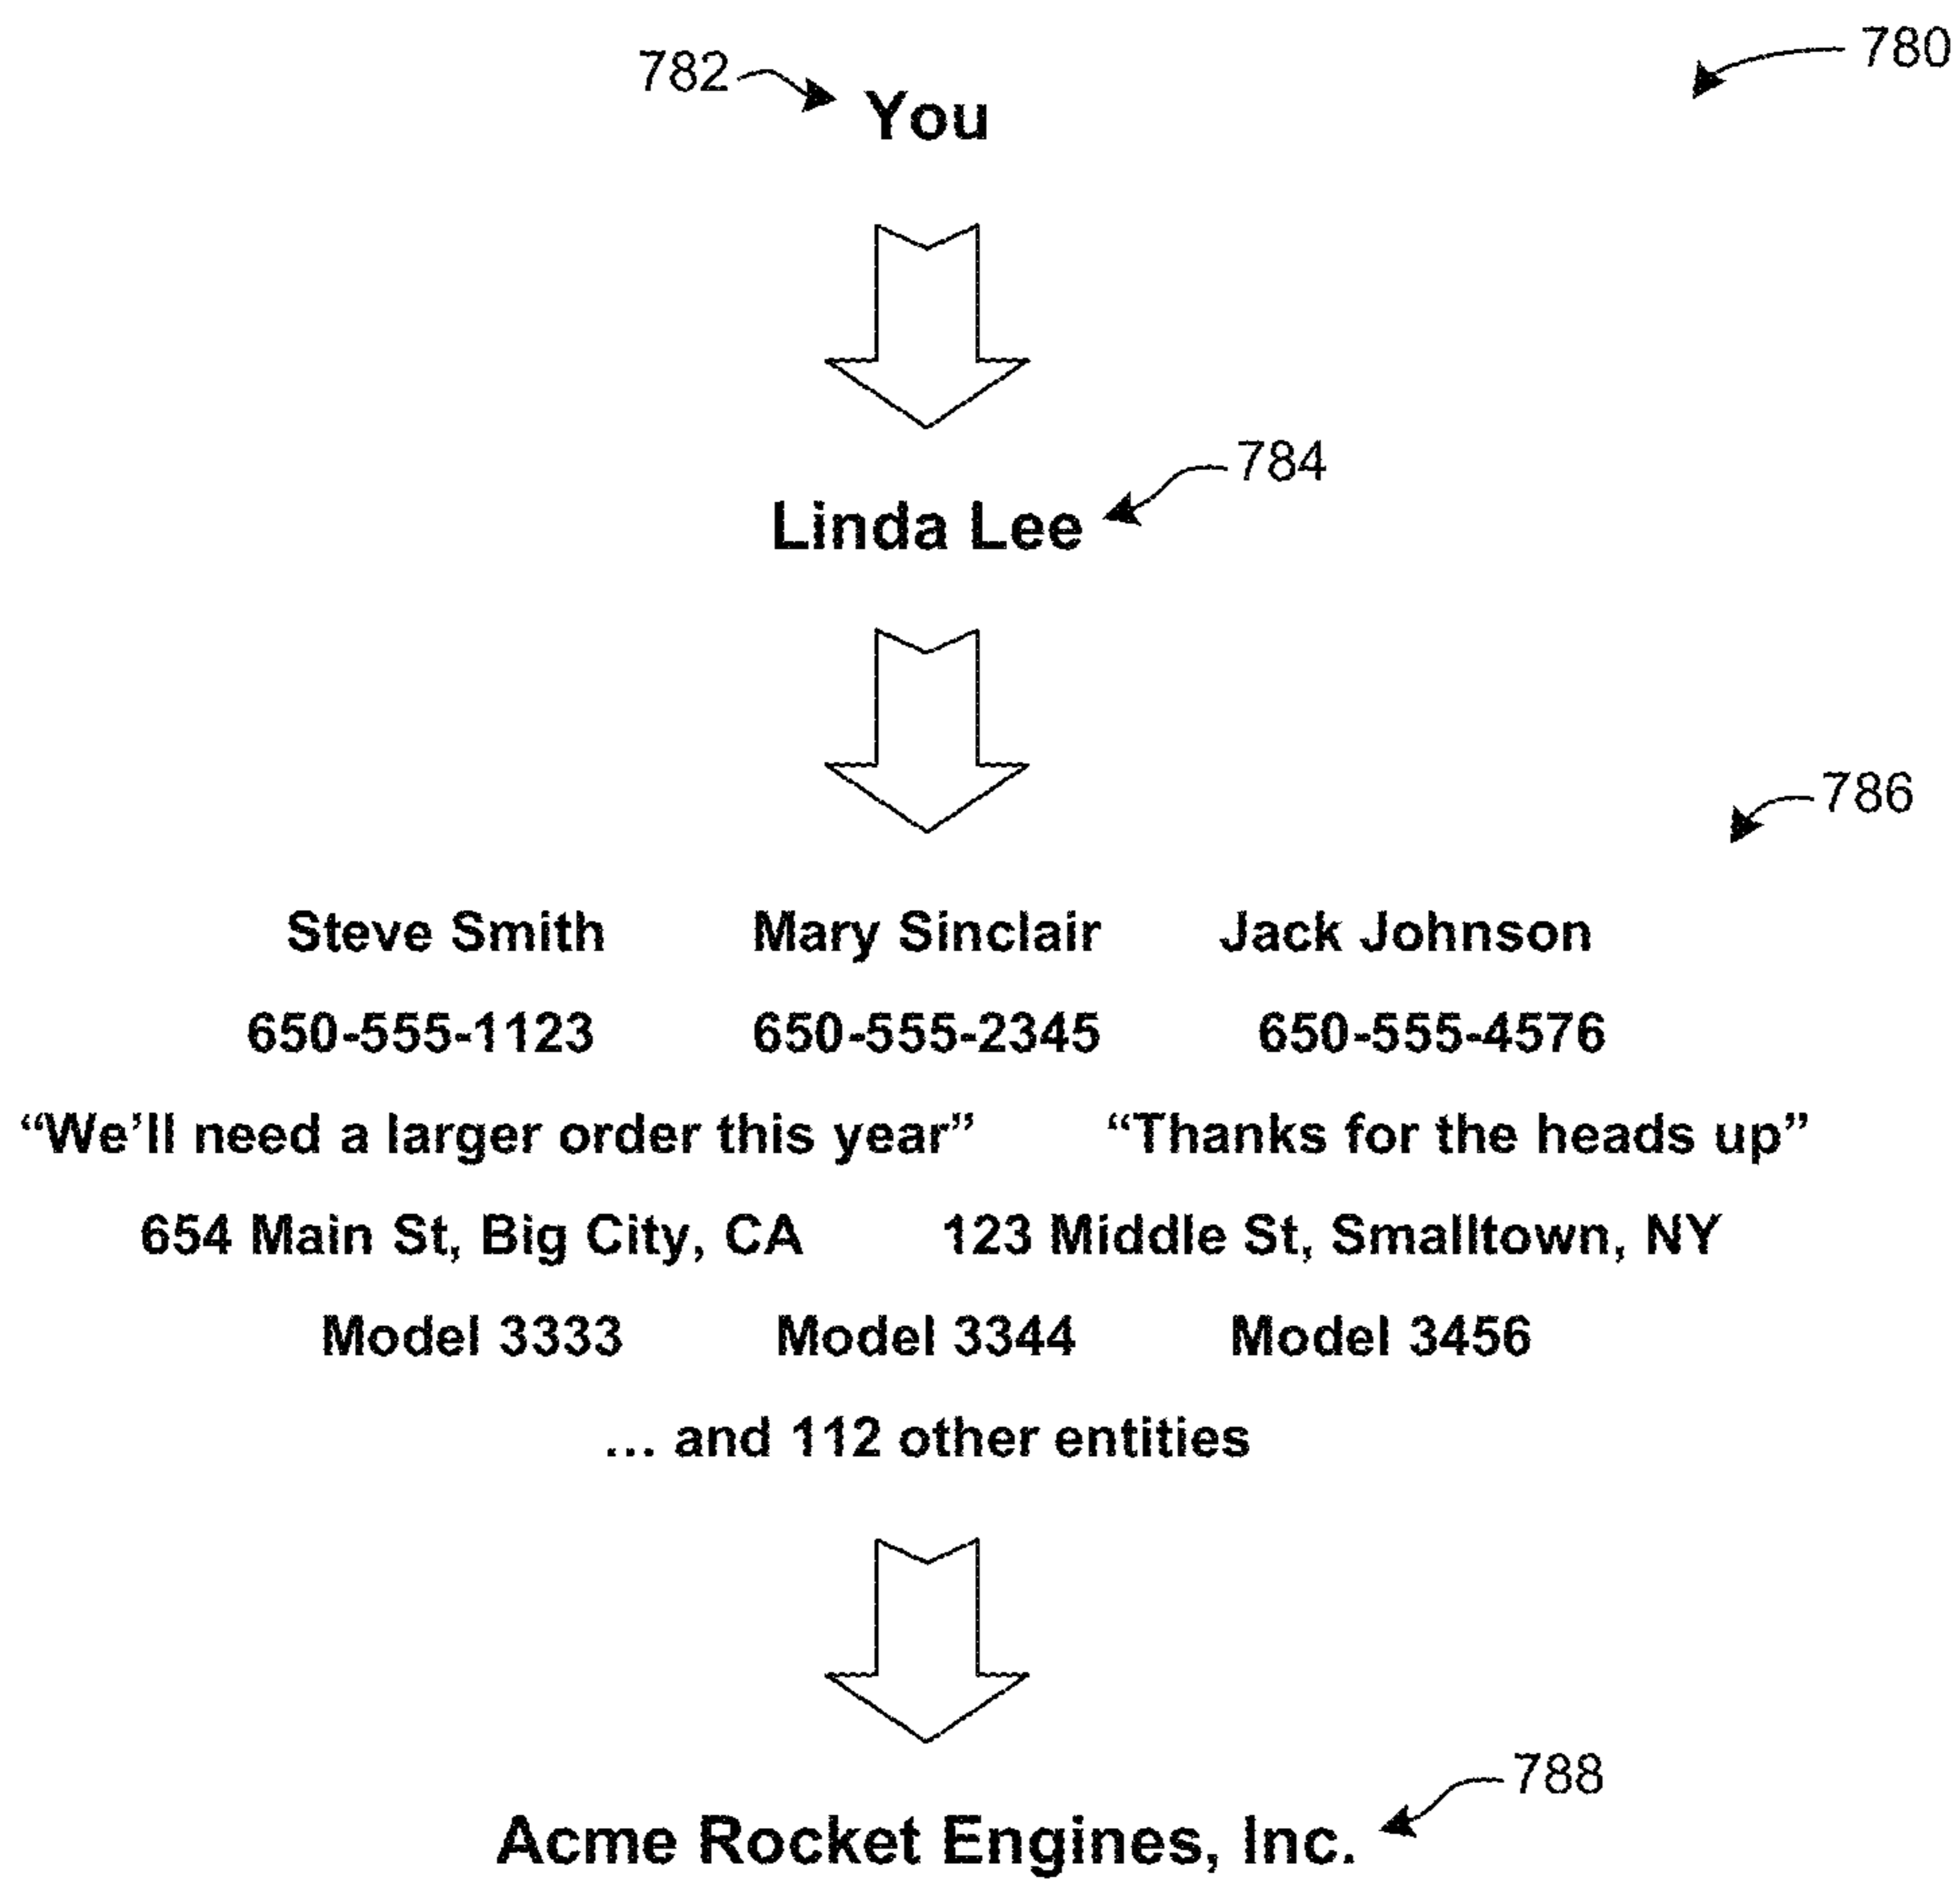 780
782
You
784
Linda Lee
786
Steve Smith Mary Sinclair Jack Johnson
650-555-1123 650-555-2345 650-555-4576
“We’ll need a larger order this year” “Thanks for the heads up”
654 Main St, Big City, CA 123 Middle St, Smalltown, NY
Model 3333 Model 3344 Model 3456
... and 112 other entities
788
Acme Rocket Engines, Inc.